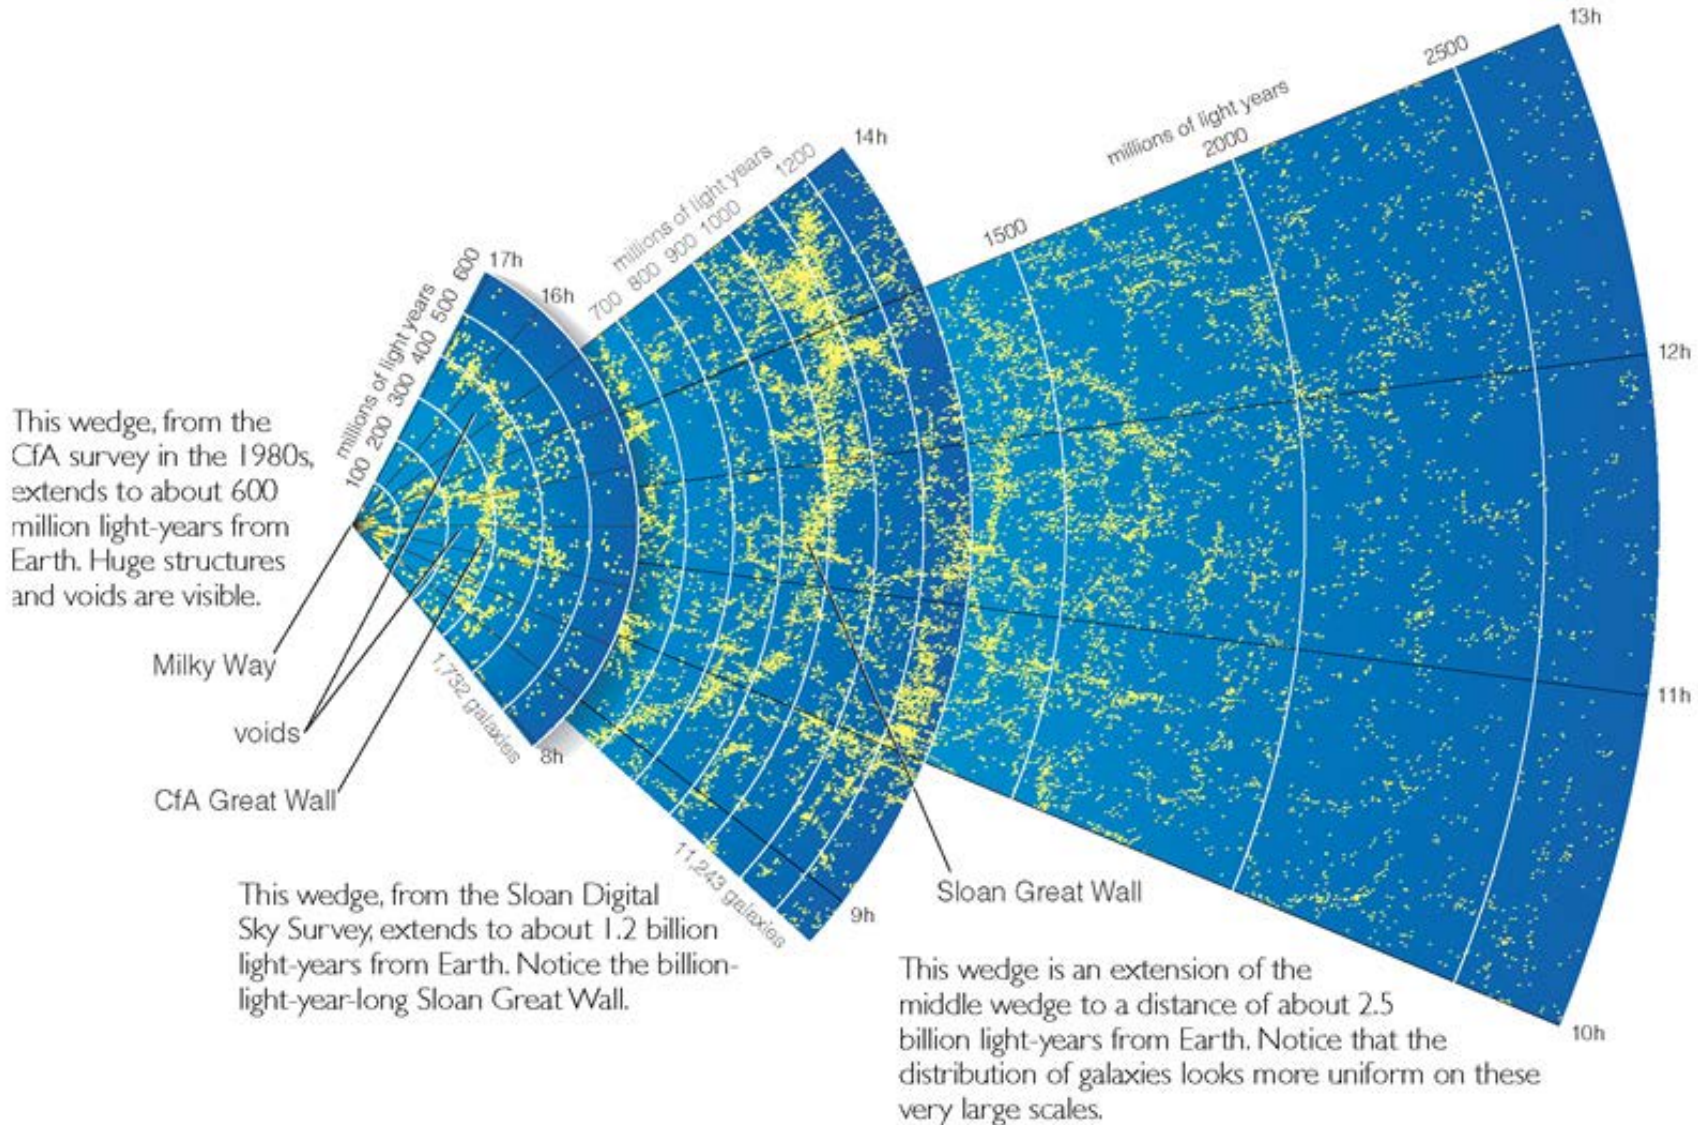 13h
2500
millions of light years
2000
14h
1200
millions of light years
1500
1000
900
800
700
17h
600
16h
500
millions of light years
400
300
200
100
12h
This wedge, from the
CfA survey in the 1980s,
extends to about 600
million light-years from
Earth. Huge structures
and voids are visible.
Milky Way
voids
CfA Great Wall
1,732 galaxies
8h
11h
11,243 galaxies
9h
Sloan Great Wall
This wedge, from the Sloan Digital
Sky Survey, extends to about 1.2 billion
light-years from Earth. Notice the billion-
light-year-long Sloan Great Wall.
This wedge is an extension of the
middle wedge to a distance of about 2.5
billion light-years from Earth. Notice that the
distribution of galaxies looks more uniform on these
very large scales.
10h